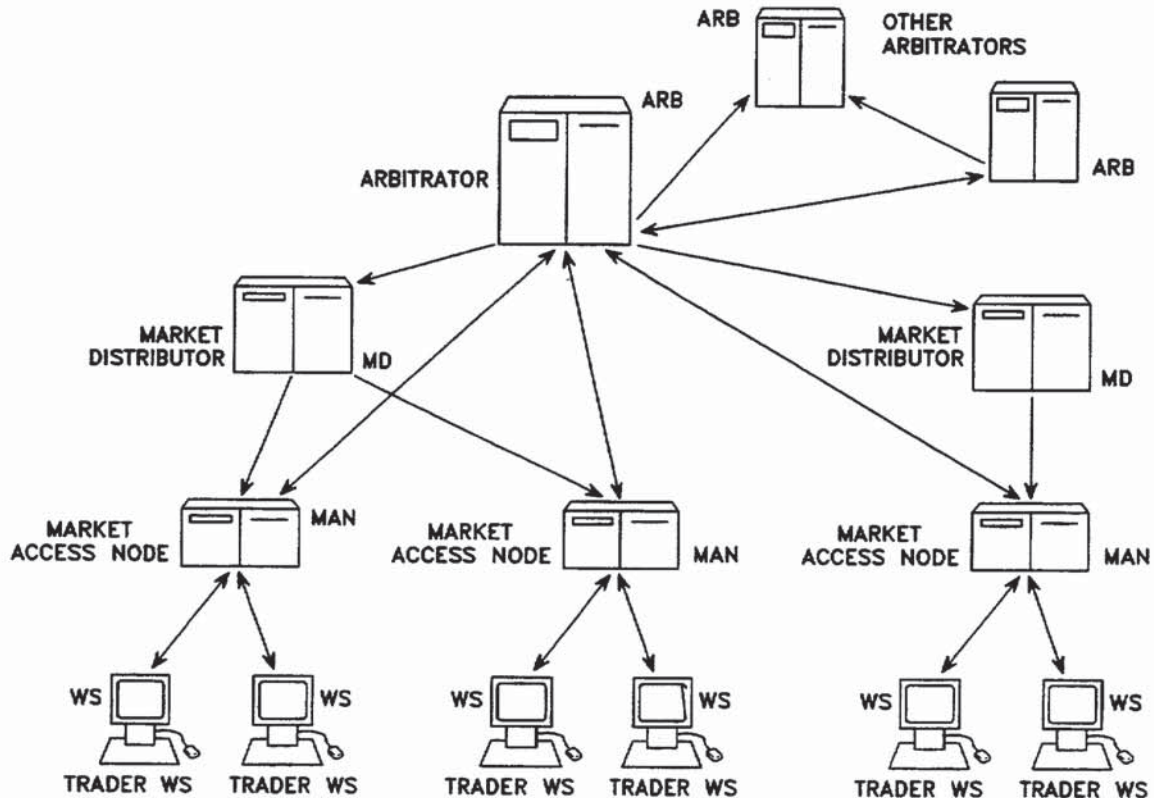 ARB
OTHER
ARBITRATORS
ARB
ARBITRATOR
ARB
MARKET
DISTRIBUTOR
MD
MARKET
DISTRIBUTOR
MD
MARKET
ACCESS NODE
MAN
MARKET
ACCESS NODE
MAN
MARKET
ACCESS NODE
MAN
WS
WS
WS
WS
WS
WS
TRADER WS
TRADER WS
TRADER WS
TRADER WS
TRADER WS
TRADER WS